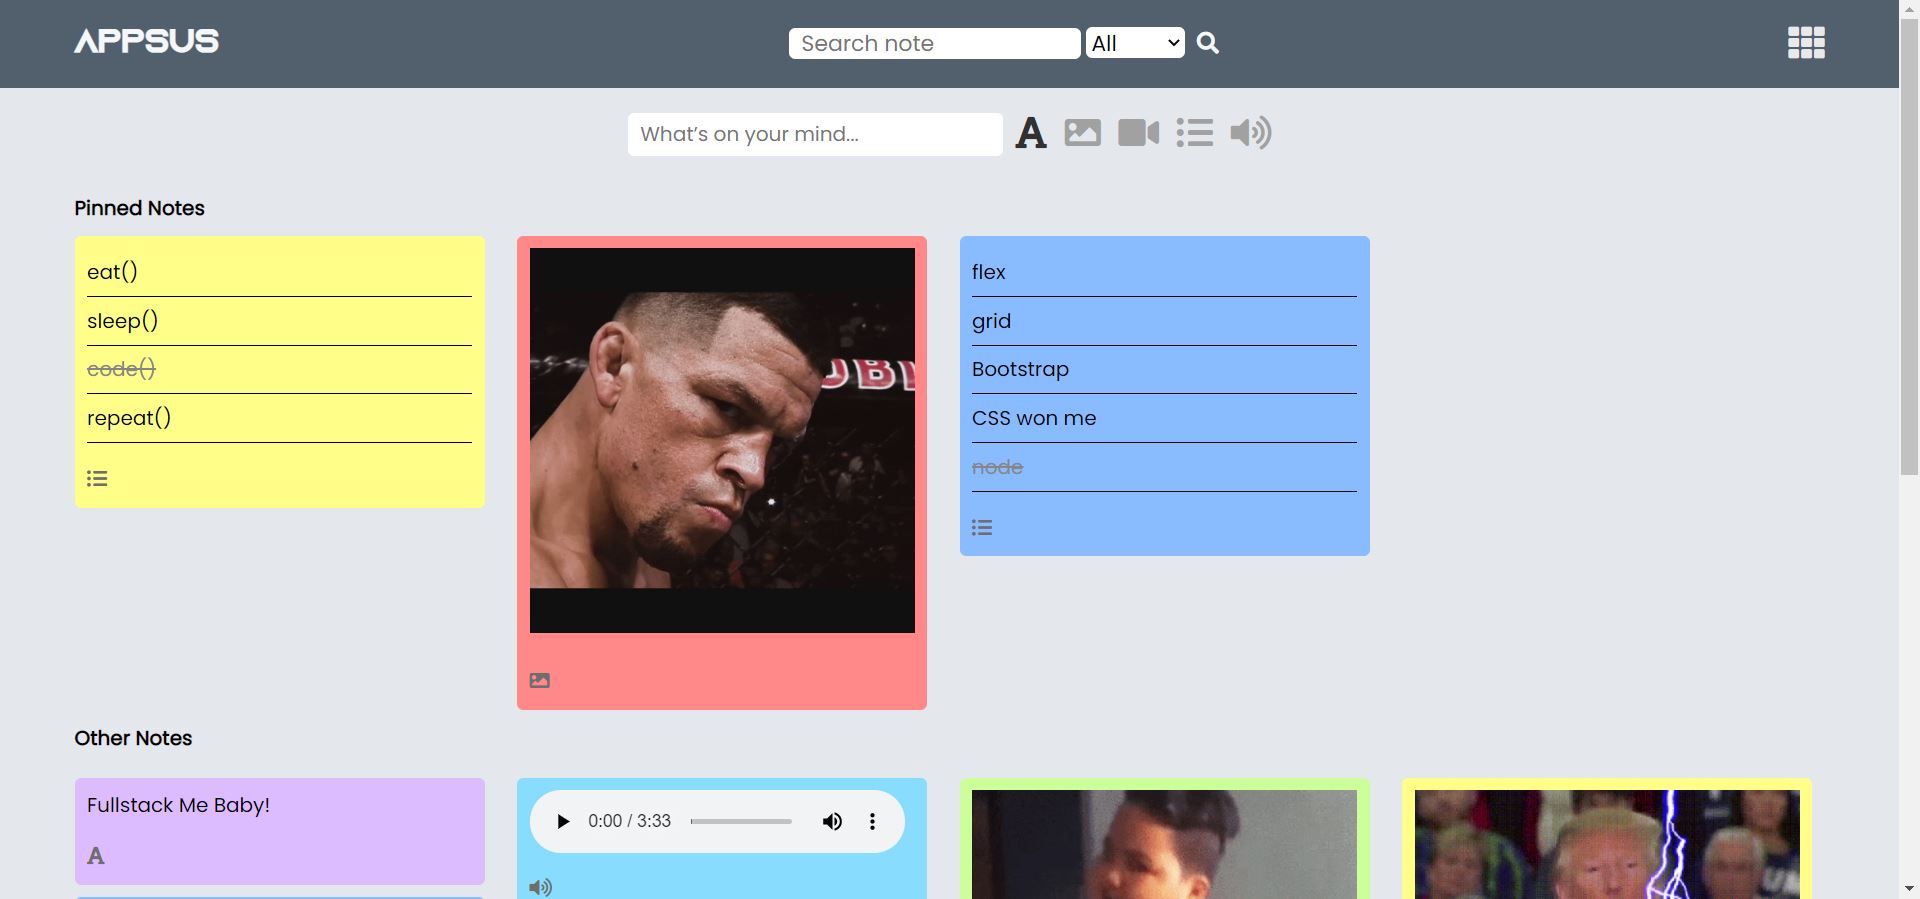 APPSUS
Search note
All
What's on your mind...
Pinned Notes
eat()
sleep()
code()
repeat()
flex
grid
Bootstrap
CSS won me
node
Other Notes
Fullstack Me Baby!
0:00 / 3:33